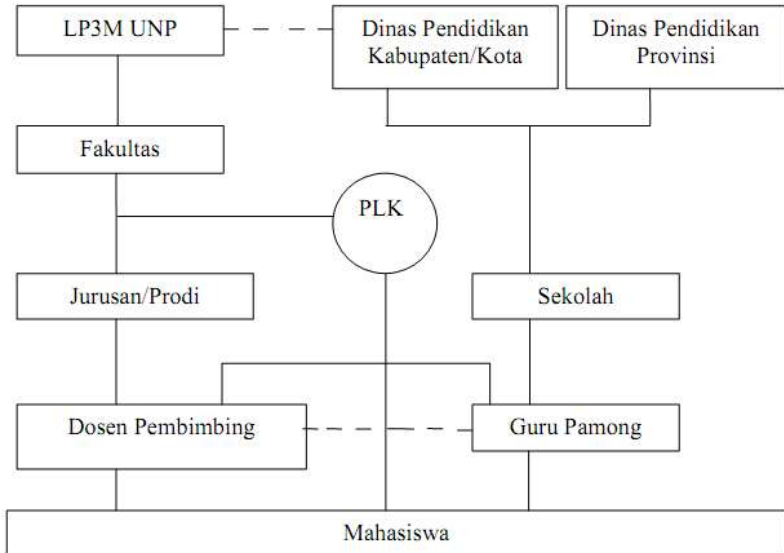 LP3M UNP
Dinas Pendidikan
Kabupaten/Kota
Dinas Pendidikan
Provinsi
Fakultas
PLK
Jurusan/Prodi
Sekolah
Dosen Pembimbing
Guru Pamong
Mahasiswa